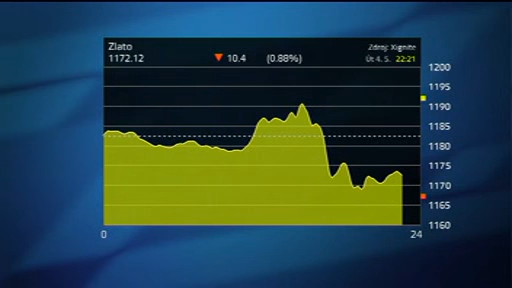 Zlato
Zdroj: Xignite
1172.12 10.4 (0.88%)
Út 4. 5. 22:21
1200
1195
1190
1185
1180
1175
1170
1165
1160
0 24